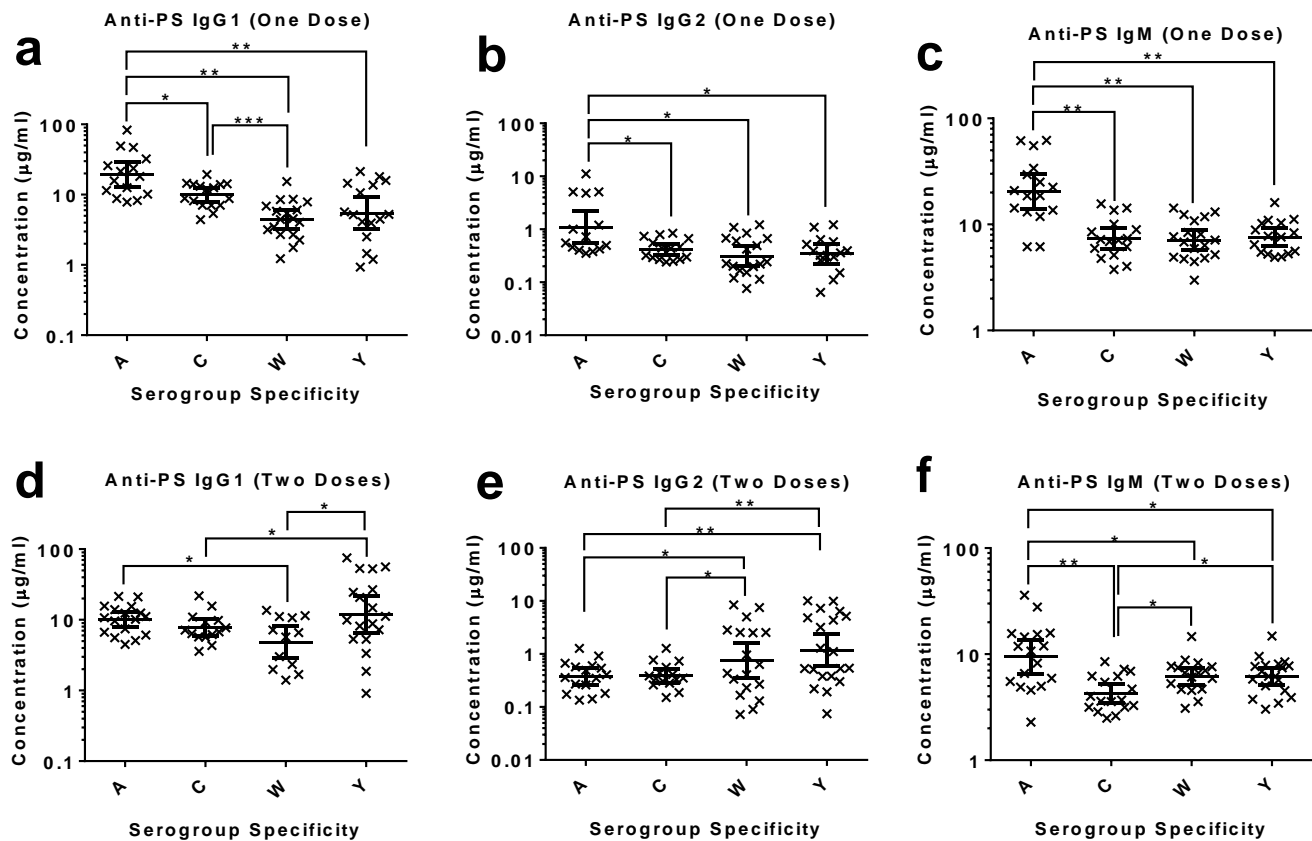 a
Anti-PS IgG1 (One Dose)
**
**
*
***
Concentration (µg/ml)
100
10
1
0.1
A
C
W
Y
Serogroup Specificity
b
Anti-PS IgG2 (One Dose)
*
*
*
Concentration (µg/ml)
100
10
1
0.1
0.01
A
C
W
Y
Serogroup Specificity
c
Anti-PS IgM (One Dose)
**
**
**
Concentration (µg/ml)
100
10
1
A
C
W
Y
Serogroup Specificity
d
Anti-PS IgG1 (Two Doses)
*
*
*
Concentration (µg/ml)
100
10
1
0.1
A
C
W
Y
Serogroup Specificity
e
Anti-PS IgG2 (Two Doses)
**
**
*
*
Concentration (µg/ml)
100
10
1
0.1
0.01
A
C
W
Y
Serogroup Specificity
f
Anti-PS IgM (Two Doses)
*
*
**
*
*
Concentration (µg/ml)
100
10
1
A
C
W
Y
Serogroup Specificity